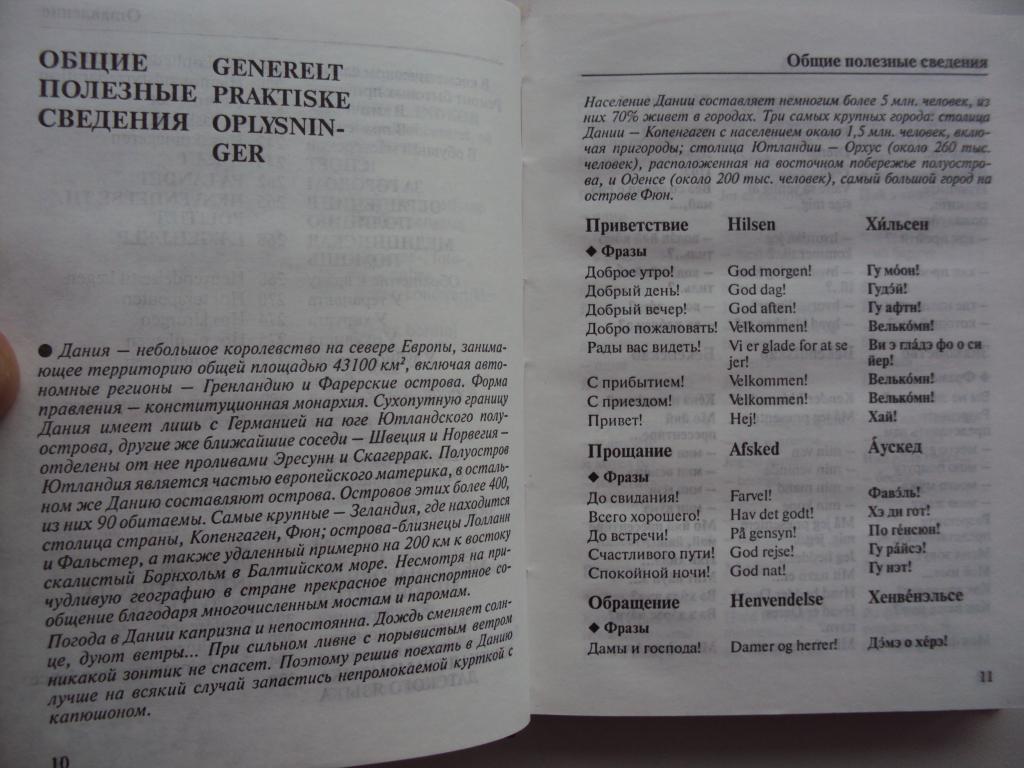 ОБЩИЕ
ПОЛЕЗНЫЕ
СВЕДЕНИЯ
GENERELT
PRAKTISKE
OPLYSNIN-
GER
● Дания — небольшое королевство на севере Европы, занима-
ющее территорию общей площадью 43100 км², включая авто-
номные регионы — Гренландию и Фарерские острова. Форма
правления — конституционная монархия. Сухопутную границу
Дания имеет лишь с Германией на юге Ютландского полу-
острова, другие же ближайшие соседи — Швеция и Норвегия —
отделены от нее проливами Эресунн и Скагеррак. Полуостров
Ютландия является частью европейского материка, в осталь-
ном же Данию составляют острова. Островов этих более 400,
из них 90 обитаемы. Самые крупные — Зеландия, где находится
столица страны, Копенгаген, Фюн; острова-близнецы Лолланн
и Фальстер, а также удаленный примерно на 200 км к востоку
скалистый Борнхольм в Балтийском море. Несмотря на при-
чудливую географию в стране прекрасное транспортное со-
общение благодаря многочисленным мостам и паромам.
Погода в Дании капризна и непостоянна. Дождь сменяет солн-
це, дуют ветры... При сильном ливне с порывистым ветром
никакой зонтик не спасет. Поэтому решив поехать в Данию
лучше на всякий случай запастись непромокаемой курткой с
капюшоном.
10
Общие полезные сведения
Население Дании составляет немногим более 5 млн. человек, из
них 70% живет в городах. Три самых крупных города: столица
Дании — Копенгаген с населением около 1,5 млн. человек, вклю-
чая пригороды; столица Ютландии — Орхус (около 260 тыс.
человек), расположенная на восточном побережье полуостро-
ва, и Оденсе (около 200 тыс. человек), самый большой город на
острове Фюн.
Приветствие Hilsen Хи́льсен
◆ Фразы
Доброе утро! God morgen! Гу мо́он!
Добрый день! God dag! Гудэ́й!
Добрый вечер! God aften! Гу афтн!
Добро пожаловать! Velkommen! Велько́мн!
Рады вас видеть! Vi er glade for at se Ви э гла́дэ фо о си
jer! йер!
С прибытием! Velkommen! Велько́мн!
С приездом! Velkommen! Велько́мн!
Привет! Hej! Хай!
Прощание Afsked А́ускед
◆ Фразы
До свидания! Farvel! Фавэ́ль!
Всего хорошего! Hav det godt! Хэ ди гот!
До встречи! På gensyn! По ге́нсюн!
Счастливого пути! God rejse! Гу ра́йсэ!
Спокойной ночи! God nat! Гу нэт!
Обращение Henvendelse Хенве́нэльсе
◆ Фразы
Дамы и господа! Damer og herrer! Дэ́мэ о хе́рэ!
11